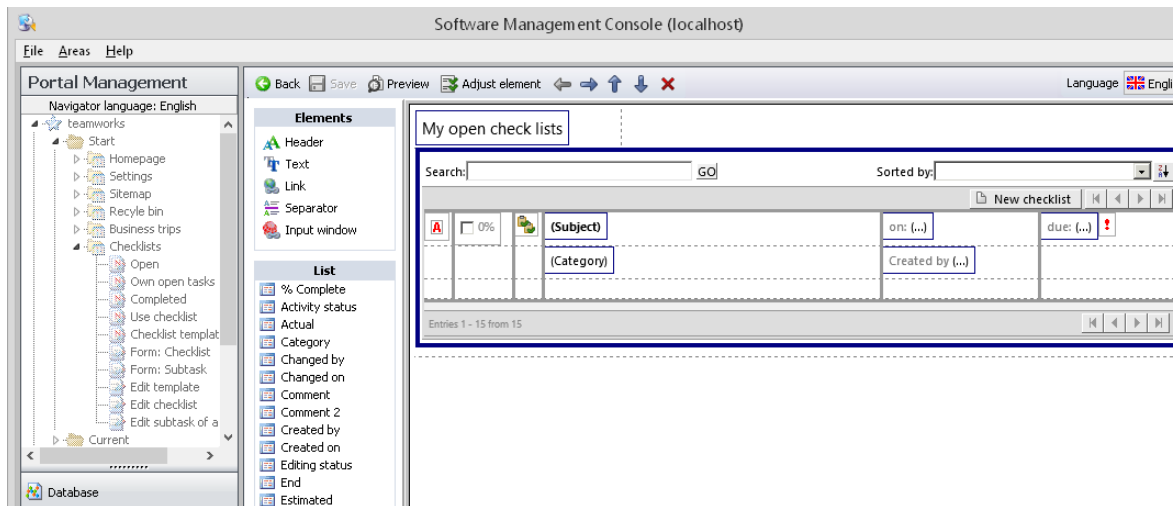 Software Management Console (localhost)
File Areas Help
Portal Management
Navigator language: English
teamworks
Start
Homepage
Settings
Sitemap
Recyle bin
Business trips
Checklists
Open
Own open tasks
Completed
Use checklist
Checklist templat
Form: Checklist
Form: Subtask
Edit template
Edit checklist
Edit subtask of a
Current
Database
Back Save Preview Adjust element Language Engli
Elements
Header
Text
Link
Separator
Input window
List
% Complete
Activity status
Actual
Category
Changed by
Changed on
Comment
Comment 2
Created by
Created on
Editing status
End
Estimated
My open check lists
Search: GO Sorted by:
New checklist
A 0% (Subject) on: (...) due: (...) !
(Category) Created by (...)
Entries 1 - 15 from 15